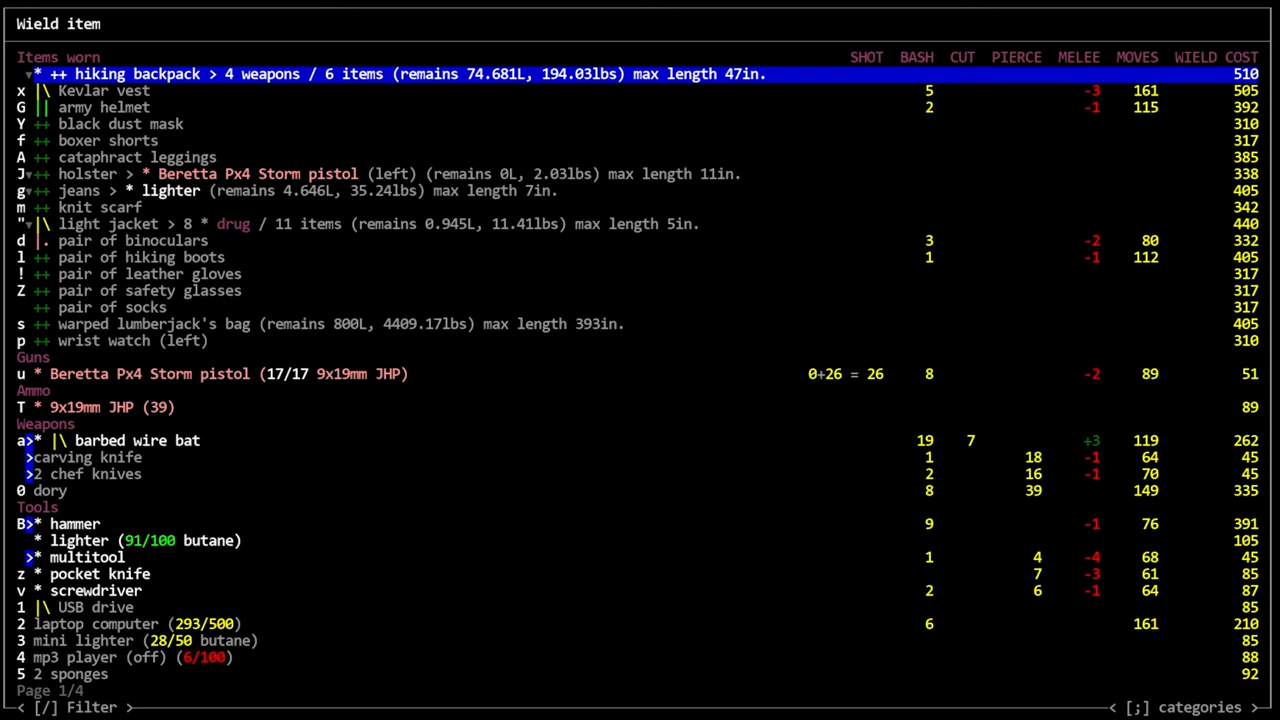 Wield item
Items worn SHOT BASH CUT PIERCE MELEE MOVES WIELD COST
▾* ++ hiking backpack > 4 weapons / 6 items (remains 74.681L, 194.03lbs) max length 47in. 510
x |\ Kevlar vest 5 -3 161 505
G || army helmet 2 -1 115 392
Y ++ black dust mask 310
f ++ boxer shorts 317
A ++ cataphract leggings 385
J▾++ holster > * Beretta Px4 Storm pistol (left) (remains 0L, 2.03lbs) max length 11in. 338
g▾++ jeans > * lighter (remains 4.646L, 35.24lbs) max length 7in. 405
m ++ knit scarf 342
"▾|\ light jacket > 8 * drug / 11 items (remains 0.945L, 11.41lbs) max length 5in. 440
d |. pair of binoculars 3 -2 80 332
l ++ pair of hiking boots 1 -1 112 405
! ++ pair of leather gloves 317
Z ++ pair of safety glasses 317
++ pair of socks 317
s ++ warped lumberjack's bag (remains 800L, 4409.17lbs) max length 393in. 405
p ++ wrist watch (left) 310
Guns
u * Beretta Px4 Storm pistol (17/17 9x19mm JHP) 0+26 = 26 8 -2 89 51
Ammo
T * 9x19mm JHP (39) 89
Weapons
a>* |\ barbed wire bat 19 7 +3 119 262
>carving knife 1 18 -1 64 45
>2 chef knives 2 16 -1 70 45
0 dory 8 39 149 335
Tools
B>* hammer 9 -1 76 391
* lighter (91/100 butane) 105
>* multitool 1 4 -4 68 45
z * pocket knife 7 -3 61 85
v * screwdriver 2 6 -1 64 87
1 |\ USB drive 85
2 laptop computer (293/500) 6 161 210
3 mini lighter (28/50 butane) 85
4 mp3 player (off) (6/100) 88
5 2 sponges 92
Page 1/4
< [/] Filter > < [;] categories >